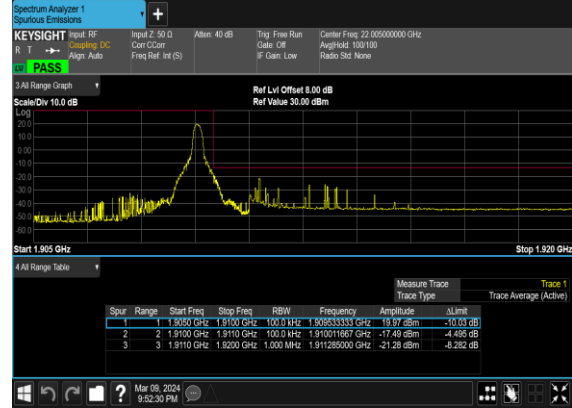 Spectrum Analyzer 1
Spurious Emissions
+
KEYSIGHT Input: RF Input Z: 50 Ω Atten: 40 dB Trig: Free Run Center Freq: 22.005000000 GHz
R T Coupling: DC Corr CCorr Gate: Off Avg|Hold: 100/100
Align: Auto Freq Ref: Int (S) IF Gain: Low Radio Std: None
PASS
3 All Range Graph
Ref Lvl Offset 8.00 dB
Scale/Div 10.0 dB Ref Value 30.00 dBm
Log
20.0
10.0
0.00
-10.0
-20.0
-30.0
-40.0
-50.0
-60.0
Start 1.905 GHz Stop 1.920 GHz
4 All Range Table
Measure Trace Trace 1
Trace Type Trace Average (Active)
Spur Range Start Freq Stop Freq RBW Frequency Amplitude ΔLimit
1 1 1.9050 GHz 1.9100 GHz 100.0 kHz 1.909533333 GHz 19.97 dBm -10.03 dB
2 2 1.9100 GHz 1.9110 GHz 100.0 kHz 1.910011667 GHz -17.49 dBm -4.495 dB
3 3 1.9110 GHz 1.9200 GHz 1.000 MHz 1.911285000 GHz -21.28 dBm -8.282 dB
? Mar 09, 2024
9:52:30 PM